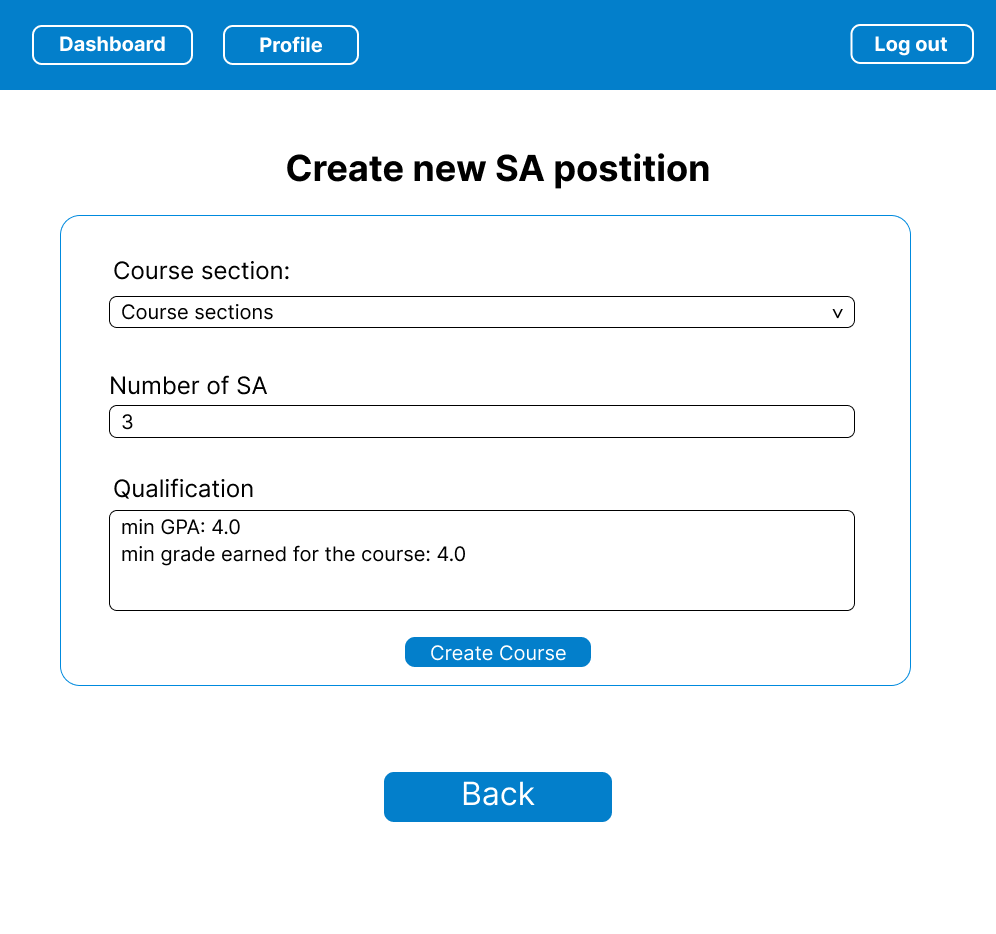 Dashboard
Profile
Log out
Create new SA postition
Course section:
Course sections
v
Number of SA
3
Qualification
min GPA: 4.0
min grade earned for the course: 4.0
Create Course
Back